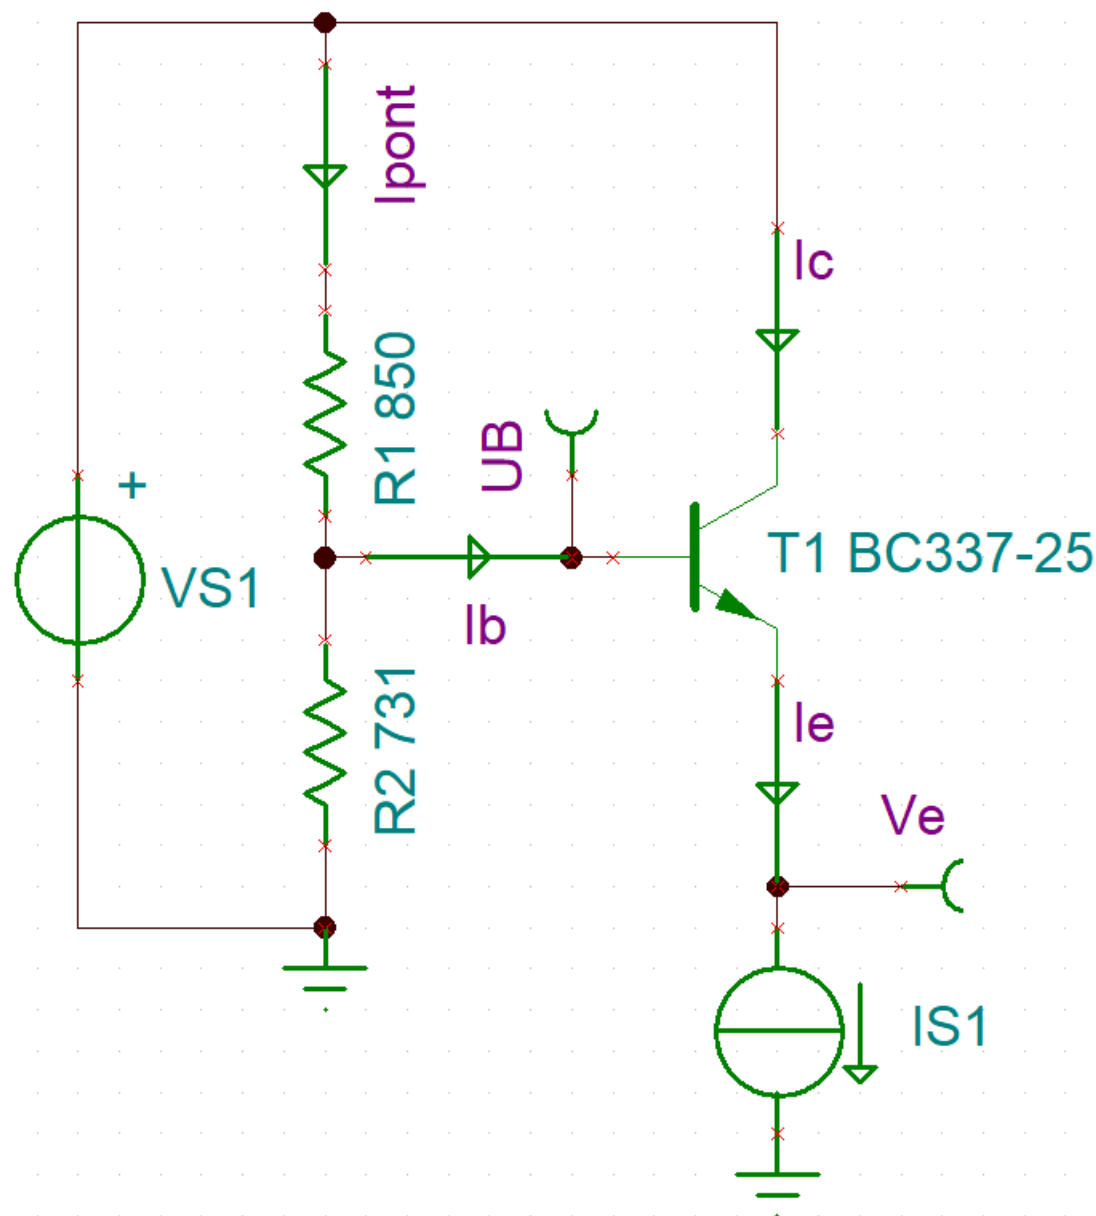 Ipont
Ic
R1 850
UB
+
VS1
T1 BC337-25
Ib
R2 731
Ie
Ve
IS1